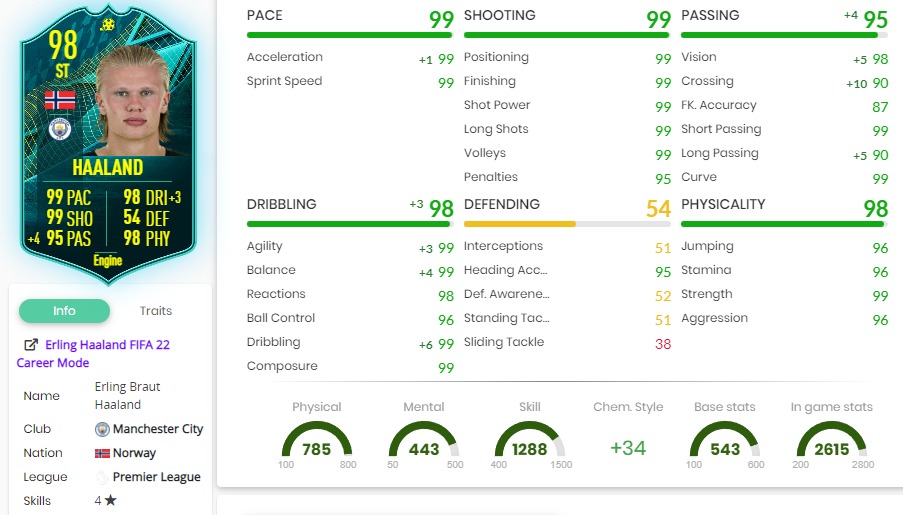 98
ST
HAALAND
99 PAC
98 DRI+3
99 SHO
54 DEF
+4 95 PAS
98 PHY
Engine
Info
Traits
Erling Haaland FIFA 22
Career Mode
Name
Erling Braut
Haaland
Club
Manchester City
Nation
Norway
League
Premier League
Skills
4★
PACE 99
Acceleration +1 99
Sprint Speed 99
SHOOTING 99
Positioning 99
Finishing 99
Shot Power 99
Long Shots 99
Volleys 99
Penalties 95
PASSING +4 95
Vision +5 98
Crossing +10 90
FK. Accuracy 87
Short Passing 99
Long Passing +5 90
Curve 99
DRIBBLING +3 98
Agility +3 99
Balance +4 99
Reactions 98
Ball Control 96
Dribbling +6 99
Composure 99
DEFENDING 54
Interceptions 51
Heading Acc... 95
Def. Awarene... 52
Standing Tac... 51
Sliding Tackle 38
PHYSICALITY 98
Jumping 96
Stamina 96
Strength 99
Aggression 96
Physical
785
100 800
Mental
443
50 500
Skill
1288
400 1500
Chem. Style
+34
Base stats
543
100 600
In game stats
2615
200 2800